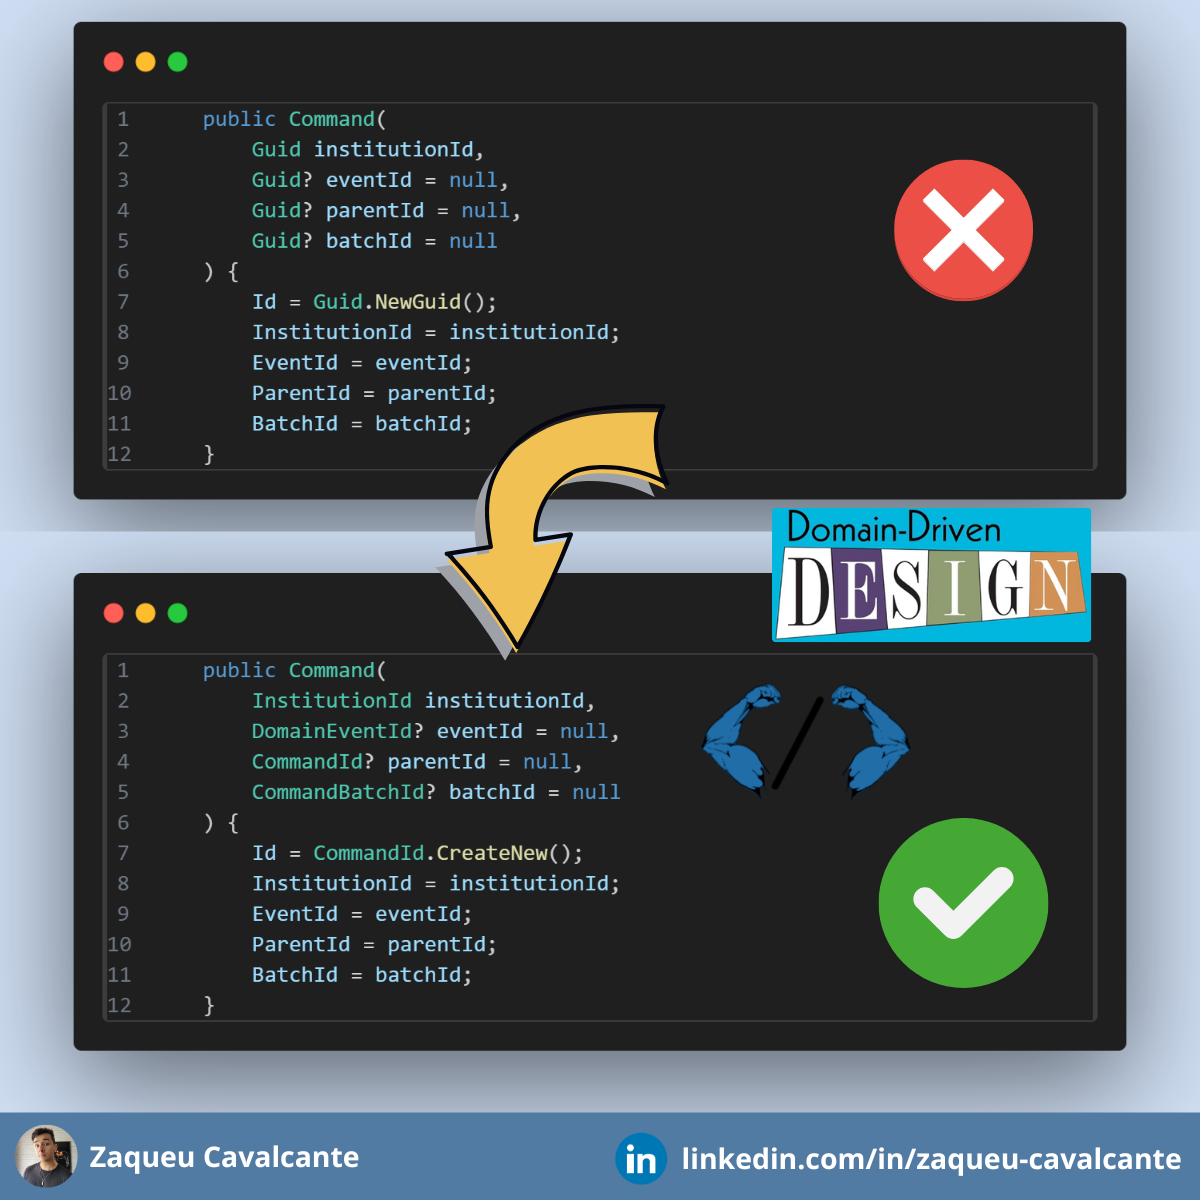 1 public Command(
2 Guid institutionId,
3 Guid? eventId = null,
4 Guid? parentId = null,
5 Guid? batchId = null
6 ) {
7 Id = Guid.NewGuid();
8 InstitutionId = institutionId;
9 EventId = eventId;
10 ParentId = parentId;
11 BatchId = batchId;
12 }
Domain-Driven
DESIGN
1 public Command(
2 InstitutionId institutionId,
3 DomainEventId? eventId = null,
4 CommandId? parentId = null,
5 CommandBatchId? batchId = null
6 ) {
7 Id = CommandId.CreateNew();
8 InstitutionId = institutionId;
9 EventId = eventId;
10 ParentId = parentId;
11 BatchId = batchId;
12 }
Zaqueu Cavalcante
in linkedin.com/in/zaqueu-cavalcante